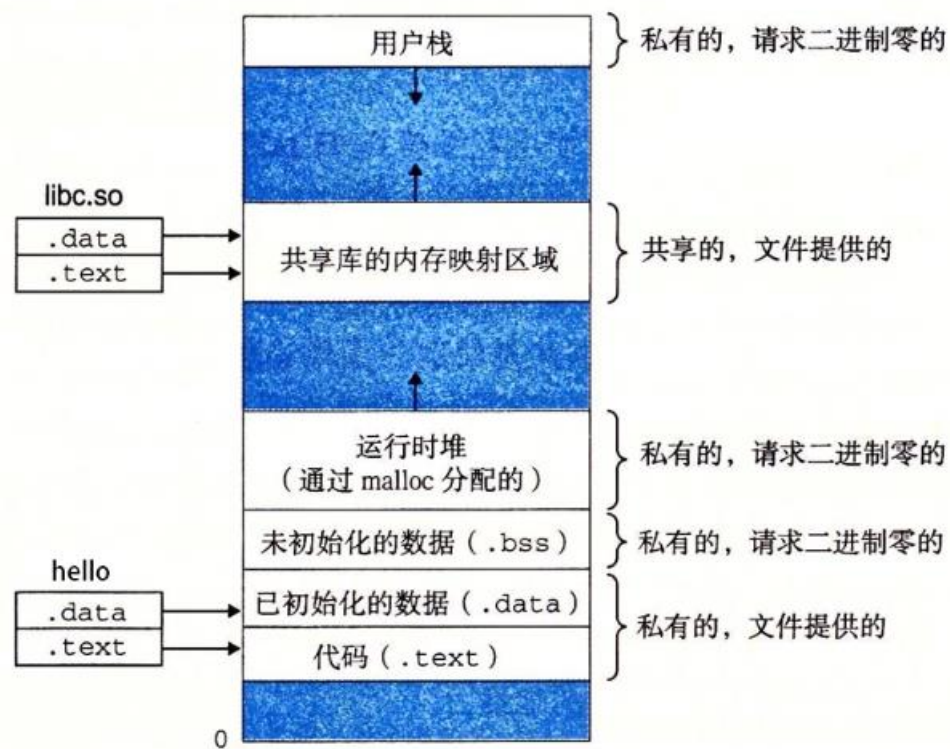 用户栈
私有的，请求二进制零的
libc.so
.data
.text
共享库的内存映射区域
共享的，文件提供的
运行时堆
（通过 malloc 分配的）
私有的，请求二进制零的
未初始化的数据（.bss）
私有的，请求二进制零的
hello
.data
.text
已初始化的数据（.data）
代码（.text）
私有的，文件提供的
0